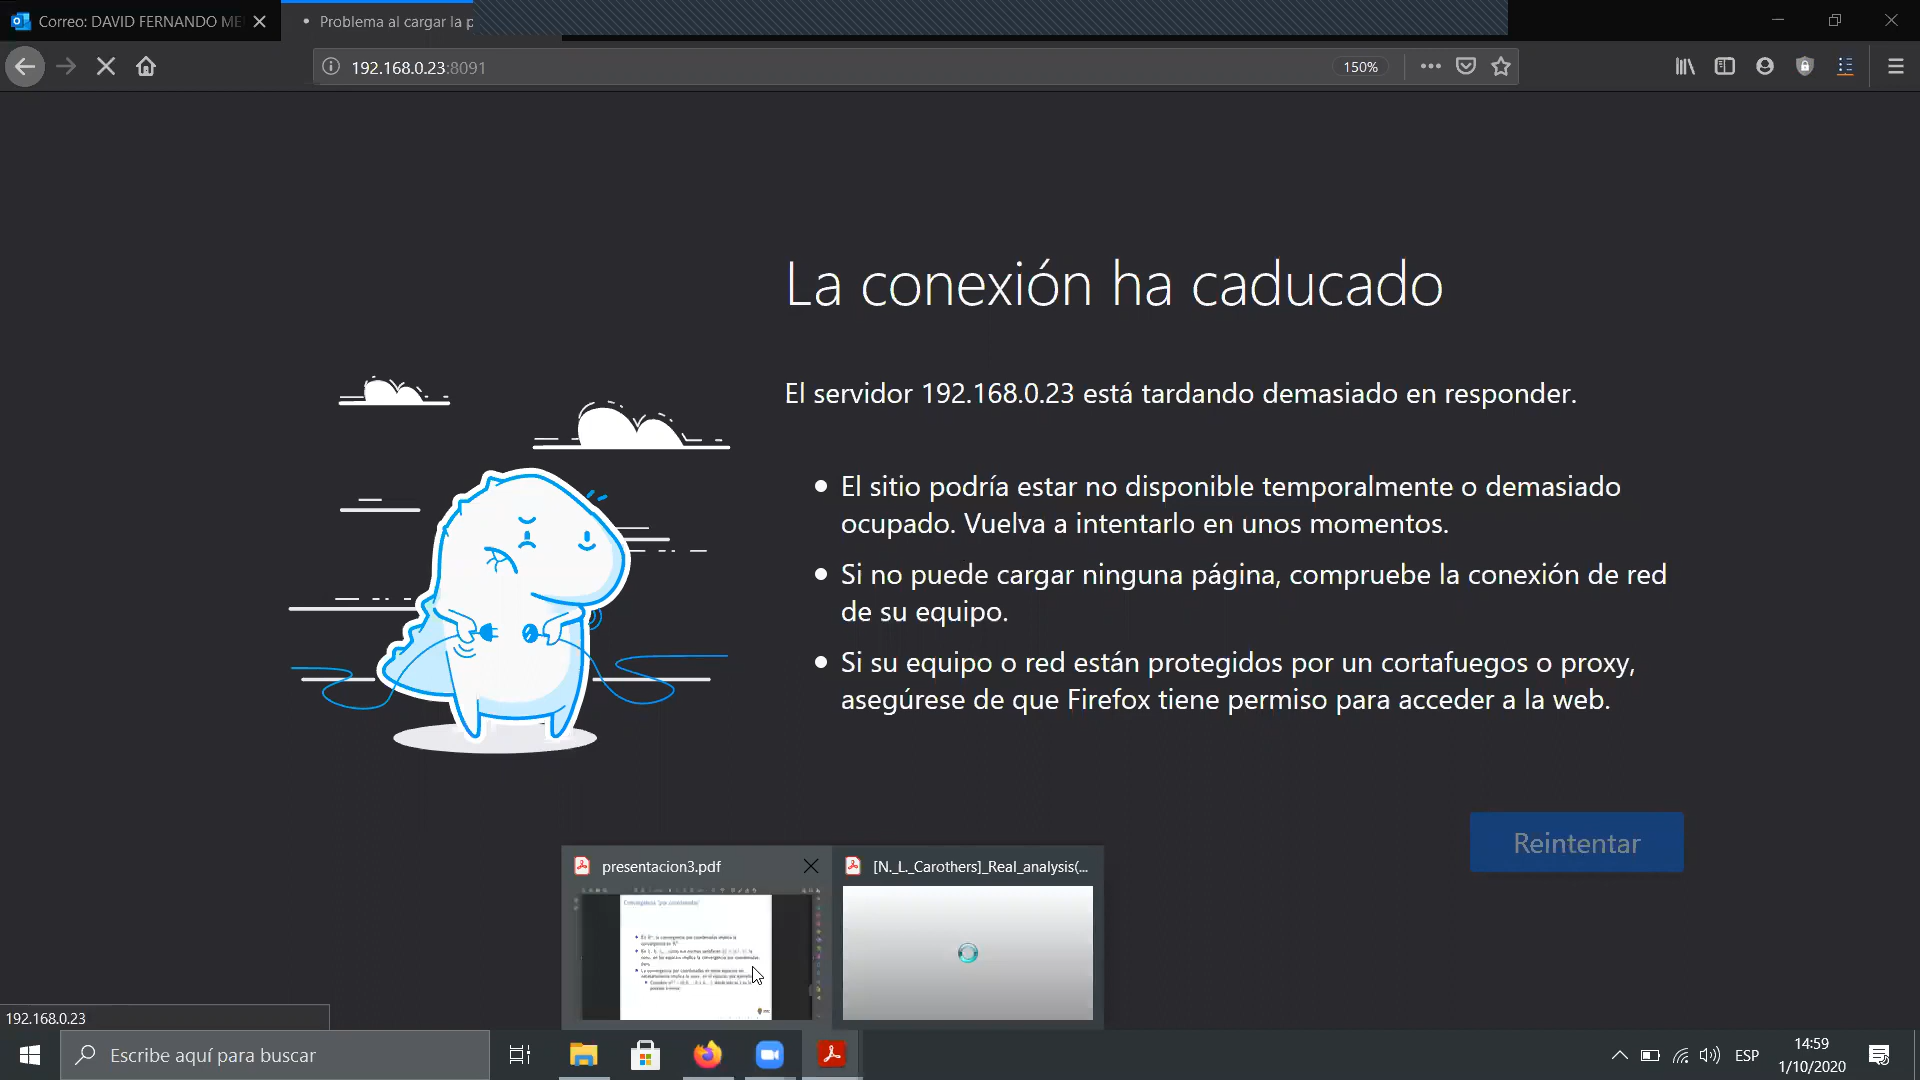 Correo: DAVID FERNANDO ME
Problema al cargar la p
192.168.0.23:8091
150%
La conexión ha caducado
El servidor 192.168.0.23 está tardando demasiado en responder.
El sitio podría estar no disponible temporalmente o demasiado
ocupado. Vuelva a intentarlo en unos momentos.
Si no puede cargar ninguna página, compruebe la conexión de red
de su equipo.
Si su equipo o red están protegidos por un cortafuegos o proxy,
asegúrese de que Firefox tiene permiso para acceder a la web.
Reintentar
presentacion3.pdf
[N._L._Carothers]_Real_analysis(...
Convergencia "por coordenadas"
192.168.0.23
Escribe aquí para buscar
ESP
14:59
1/10/2020